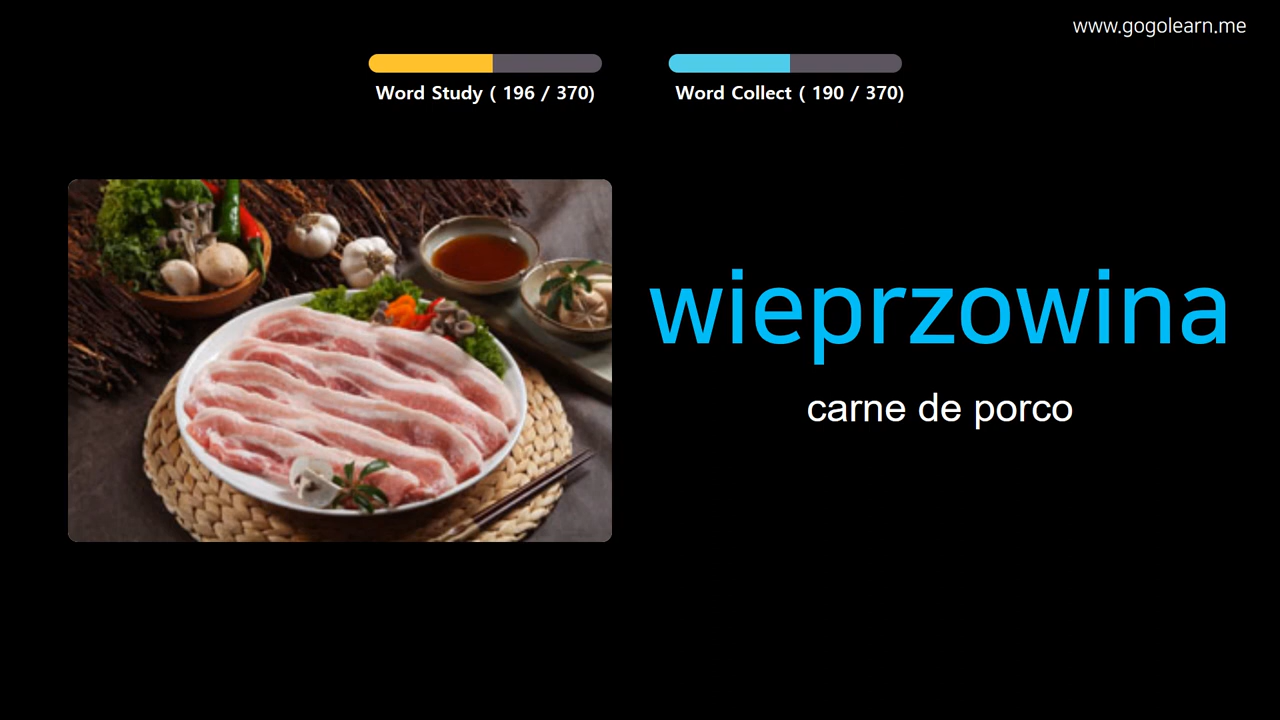 www.gogolearn.me
Word Study ( 196 / 370)
Word Collect ( 190 / 370)
wieprzowina
carne de porco